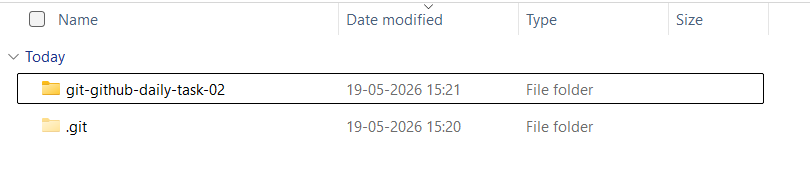 Name Date modified Type Size
Today
git-github-daily-task-02 19-05-2026 15:21 File folder
.git 19-05-2026 15:20 File folder